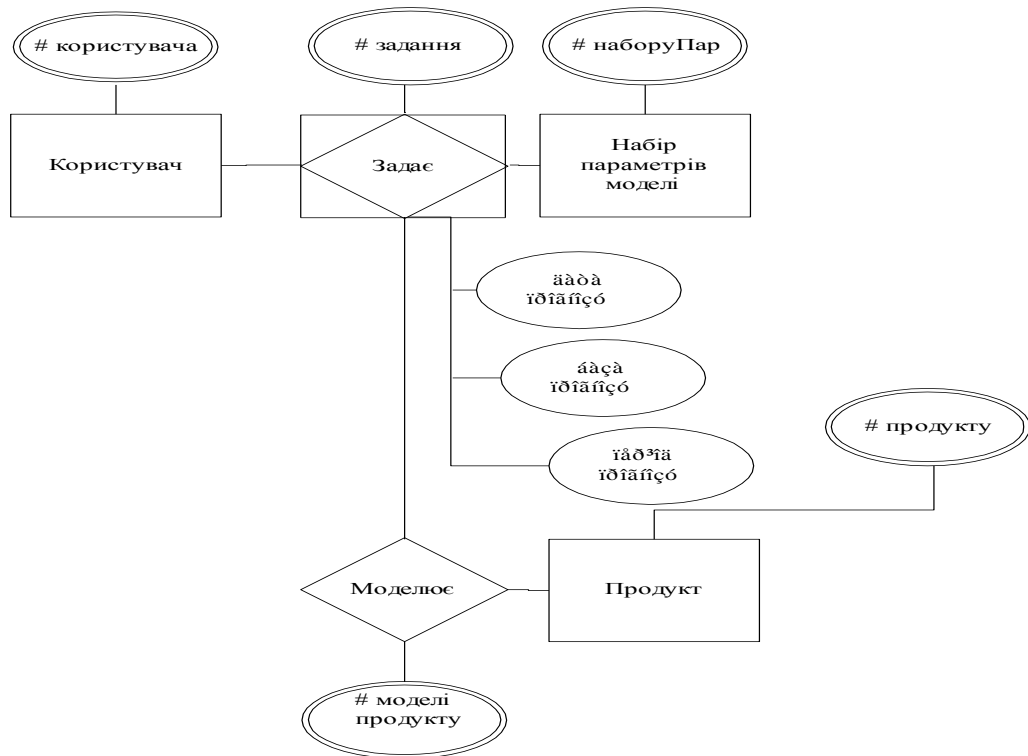 # користувача
# задання
# наборуПар
Користувач
Задає
Набір
параметрів
моделі
äàòà
ïðîãíîçó
áàçà
ïðîãíîçó
ïåð³îä
ïðîãíîçó
# продукту
Моделює
Продукт
# моделі
продукту